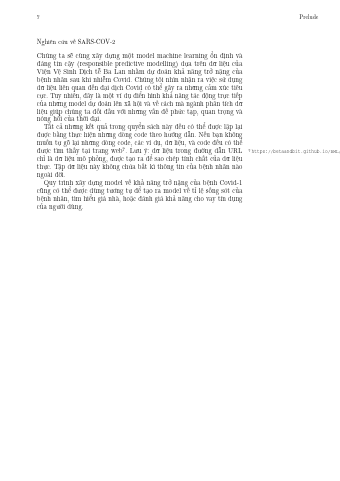 Prelude
Nghiên cứu về SARS-COV-2
Chúng ta sẽ cùng xây dựng một model machine learning ổn định và
đáng tin cậy (responsible predictive modelling) dựa trên dữ liệu của
Viện Vệ Sinh Dịch tễ Ba Lan nhằm dự đoán khả năng trở nặng của
bệnh nhân sau khi nhiễm Covid. Chúng tôi nhìn nhận ra việc sử dụng
dữ liệu liên quan đến đại dịch Covid có thể gây ra những cảm xúc tiêu
cực. Tuy nhiên, đây là một ví dụ điển hình khả năng tác động trực tiếp
của những model dự đoán lên xã hội và về cách mà ngành phân tích dữ
liệu giúp chúng ta đối đầu với những vấn đề phức tạp, quan trọng và
nóng hổi của thời đại.
Tất cả những kết quả trong quyển sách này đều có thể được lặp lại
được bằng thực hiện những dòng code theo hướng dẫn. Nếu bạn không
muốn tự gõ lại những dòng code, các ví dụ, dữ liệu, và code đều có thể
được tìm thấy tại trang web⁷. Lưu ý: dữ liệu trong đường dẫn URL
⁷ https://betaandbit.github.io/RML/
chỉ là dữ liệu mô phỏng, được tạo ra để sao chép tính chất của dữ liệu
thực. Tập dữ liệu này không chứa bất kì thông tin của bệnh nhân nào
ngoài đời.
Quy trình xây dựng model về khả năng trở nặng của bệnh Covid-1
cũng có thể được dùng tương tự để tạo ra model về tỉ lệ sống sót của
bệnh nhân, tìm hiểu giá nhà, hoặc đánh giá khả năng cho vay tín dụng
của người dùng.